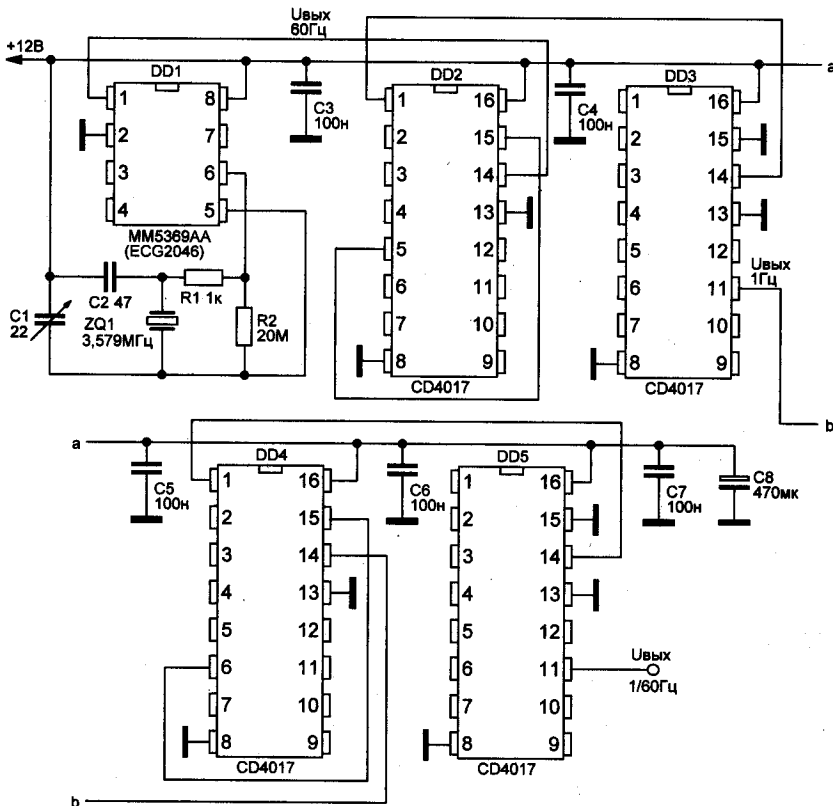 Uвых
60Гц
+12В
a
DD1
DD2
DD3
C3
100н
C4
100н
1
2
3
4
8
7
6
5
MM5369AA
(ECG2046)
C1
22
C2 47
R1 1к
R2
20М
ZQ1
3,579МГц
1
2
3
4
5
6
7
8
16
15
14
13
12
11
10
9
CD4017
1
2
3
4
5
6
7
8
16
15
14
13
12
11
10
9
CD4017
Uвых
1Гц
b
a
DD4
DD5
C5
100н
C6
100н
C7
100н
C8
470мк
1
2
3
4
5
6
7
8
16
15
14
13
12
11
10
9
CD4017
1
2
3
4
5
6
7
8
16
15
14
13
12
11
10
9
CD4017
Uвых
1/60Гц
b